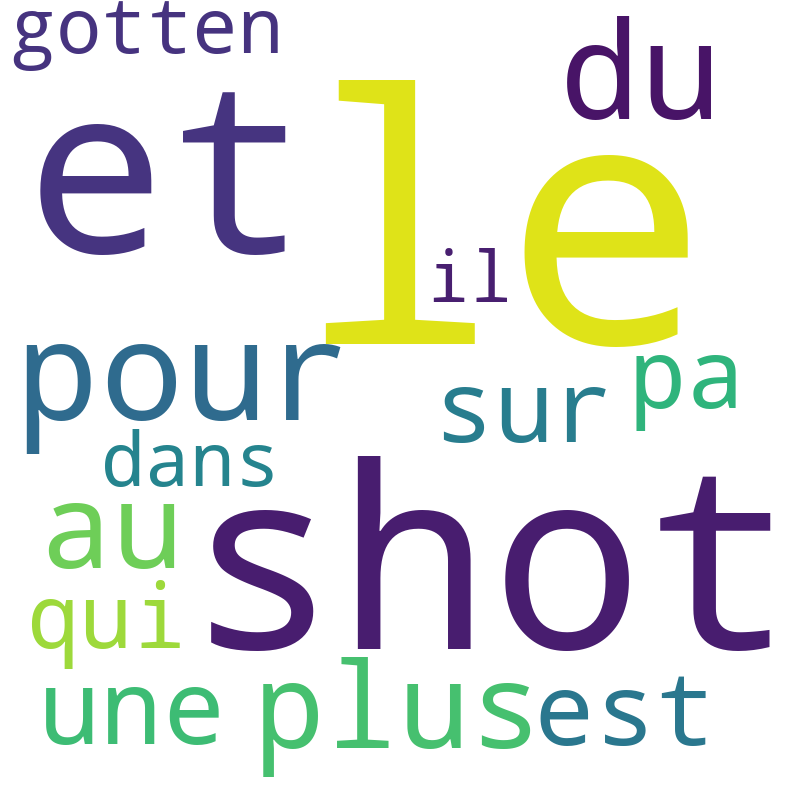 gotten
du
et
le
il
pour
sur
pa
dans
au
shot
qui
une
plus
est